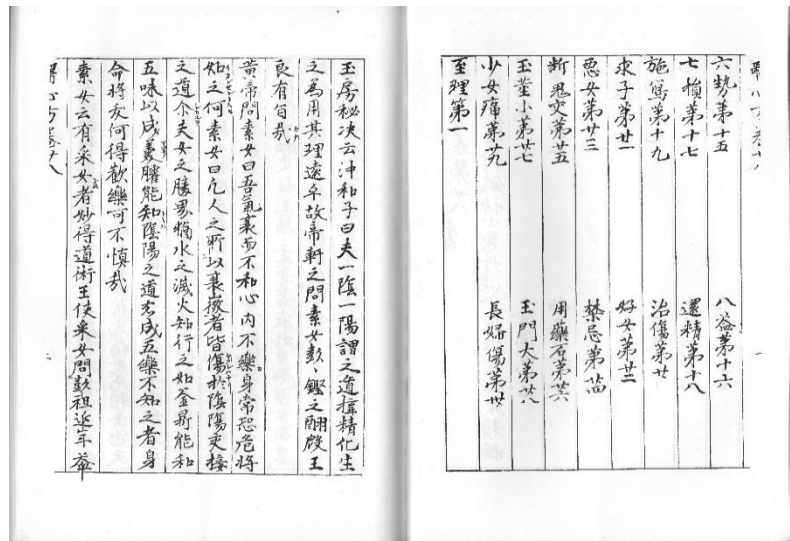 六勢第十五 八益第十六
七損第十七 還精第十八
施寫第十九 治傷第廿
求子第廿一 好女第廿二
惡女第廿三 禁忌第廿四
断鬼交第廿五 用藥石第廿六
玉莖小第廿七 玉門大第廿八
少女痛第廿九 長婦傷第卅
至理第一
玉房秘决云沖和子曰夫一陰一陽謂之道揩精化生
之為用其理遠乎故帝軒之問素女彭、鏗之酬殷王
良有旨哉
黄帝問素女曰吾氣衰而不和心內不樂身常恐危將
如之何素女曰凢人之所以衰㣲者皆傷於陰陽交接
之道尓夫女之勝男猶水之滅火知行之如釜鼎能和
五味以成羮臛能知陰陽之道悉成五樂不知之者身
命將夭何得歡樂可不慎哉
素女云有采女者妙得道術王使采女問彭祖延年益